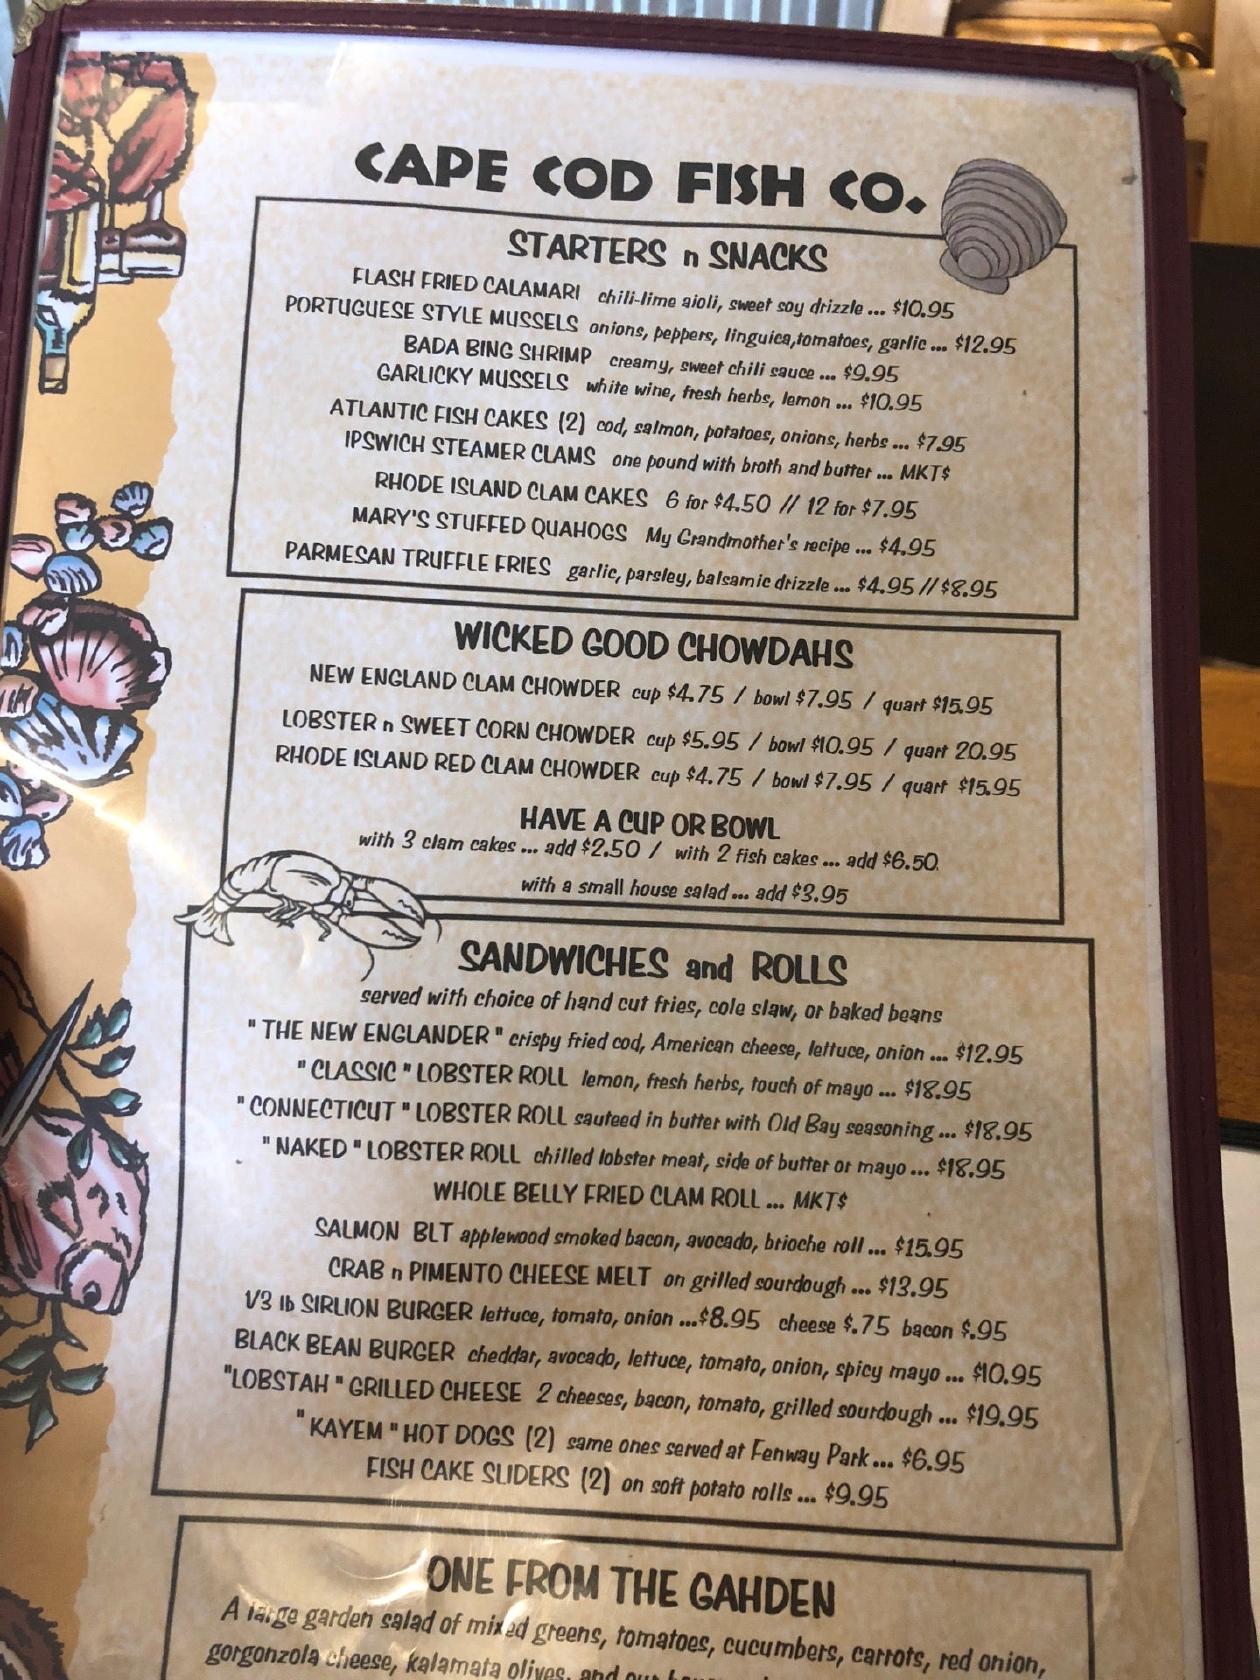 CAPE COD FISH CO.
STARTERS n SNACKS
FLASH FRIED CALAMARI chili-lime aioli, sweet soy drizzle ... $10.95
PORTUGUESE STYLE MUSSELS onions, peppers, linguica,tomatoes, garlic ... $12.95
BADA BING SHRIMP creamy, sweet chili sauce ... $9.95
GARLICKY MUSSELS white wine, fresh herbs, lemon ... $10.95
ATLANTIC FISH CAKES (2) cod, salmon, potatoes, onions, herbs ... $7.95
IPSWICH STEAMER CLAMS one pound with broth and butter ... MKT$
RHODE ISLAND CLAM CAKES 6 for $4.50 // 12 for $7.95
MARY'S STUFFED QUAHOGS My Grandmother's recipe ... $4.95
PARMESAN TRUFFLE FRIES garlic, parsley, balsamic drizzle ... $4.95 // $8.95
WICKED GOOD CHOWDAHS
NEW ENGLAND CLAM CHOWDER cup $4.75 / bowl $7.95 / quart $15.95
LOBSTER n SWEET CORN CHOWDER cup $5.95 / bowl $10.95 / quart 20.95
RHODE ISLAND RED CLAM CHOWDER cup $4.75 / bowl $7.95 / quart $15.95
HAVE A CUP OR BOWL
with 3 clam cakes ... add $2.50 / with 2 fish cakes ... add $6.50
with a small house salad ... add $3.95
SANDWICHES and ROLLS
served with choice of hand cut fries, cole slaw, or baked beans
" THE NEW ENGLANDER " crispy fried cod, American cheese, lettuce, onion ... $12.95
" CLASSIC " LOBSTER ROLL lemon, fresh herbs, touch of mayo ... $18.95
" CONNECTICUT " LOBSTER ROLL sauteed in butter with Old Bay seasoning ... $18.95
" NAKED " LOBSTER ROLL chilled lobster meat, side of butter or mayo ... $18.95
WHOLE BELLY FRIED CLAM ROLL ... MKT$
SALMON BLT applewood smoked bacon, avocado, brioche roll ... $15.95
CRAB n PIMENTO CHEESE MELT on grilled sourdough ... $13.95
1/3 lb SIRLION BURGER lettuce, tomato, onion ...$8.95 cheese $.75 bacon $.95
BLACK BEAN BURGER cheddar, avocado, lettuce, tomato, onion, spicy mayo ... $10.95
"LOBSTAH " GRILLED CHEESE 2 cheeses, bacon, tomato, grilled sourdough ... $19.95
" KAYEM " HOT DOGS (2) same ones served at Fenway Park ... $6.95
FISH CAKE SLIDERS (2) on soft potato rolls ... $9.95
ONE FROM THE GAHDEN
A large garden salad of mixed greens, tomatoes, cucumbers, carrots, red onion,
gorgonzola cheese, kalamata olives, and our